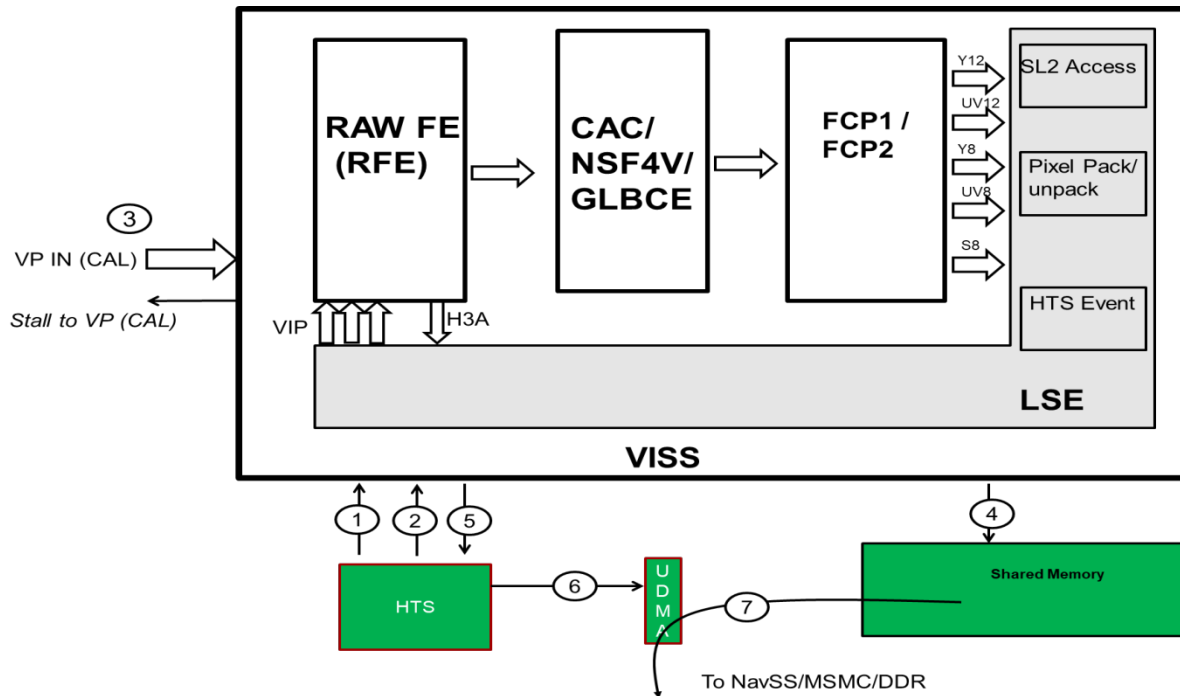 RAW FE
(RFE)
CAC/
NSF4V/
GLBCE
FCP1 /
FCP2
Y12
UV12
Y8
UV8
S8
SL2 Access
Pixel Pack/
unpack
HTS Event
3
VP IN (CAL)
Stall to VP (CAL)
VIP
H3A
LSE
VISS
1
2
5
4
HTS
6
U
D
M
A
7
Shared Memory
To NavSS/MSMC/DDR